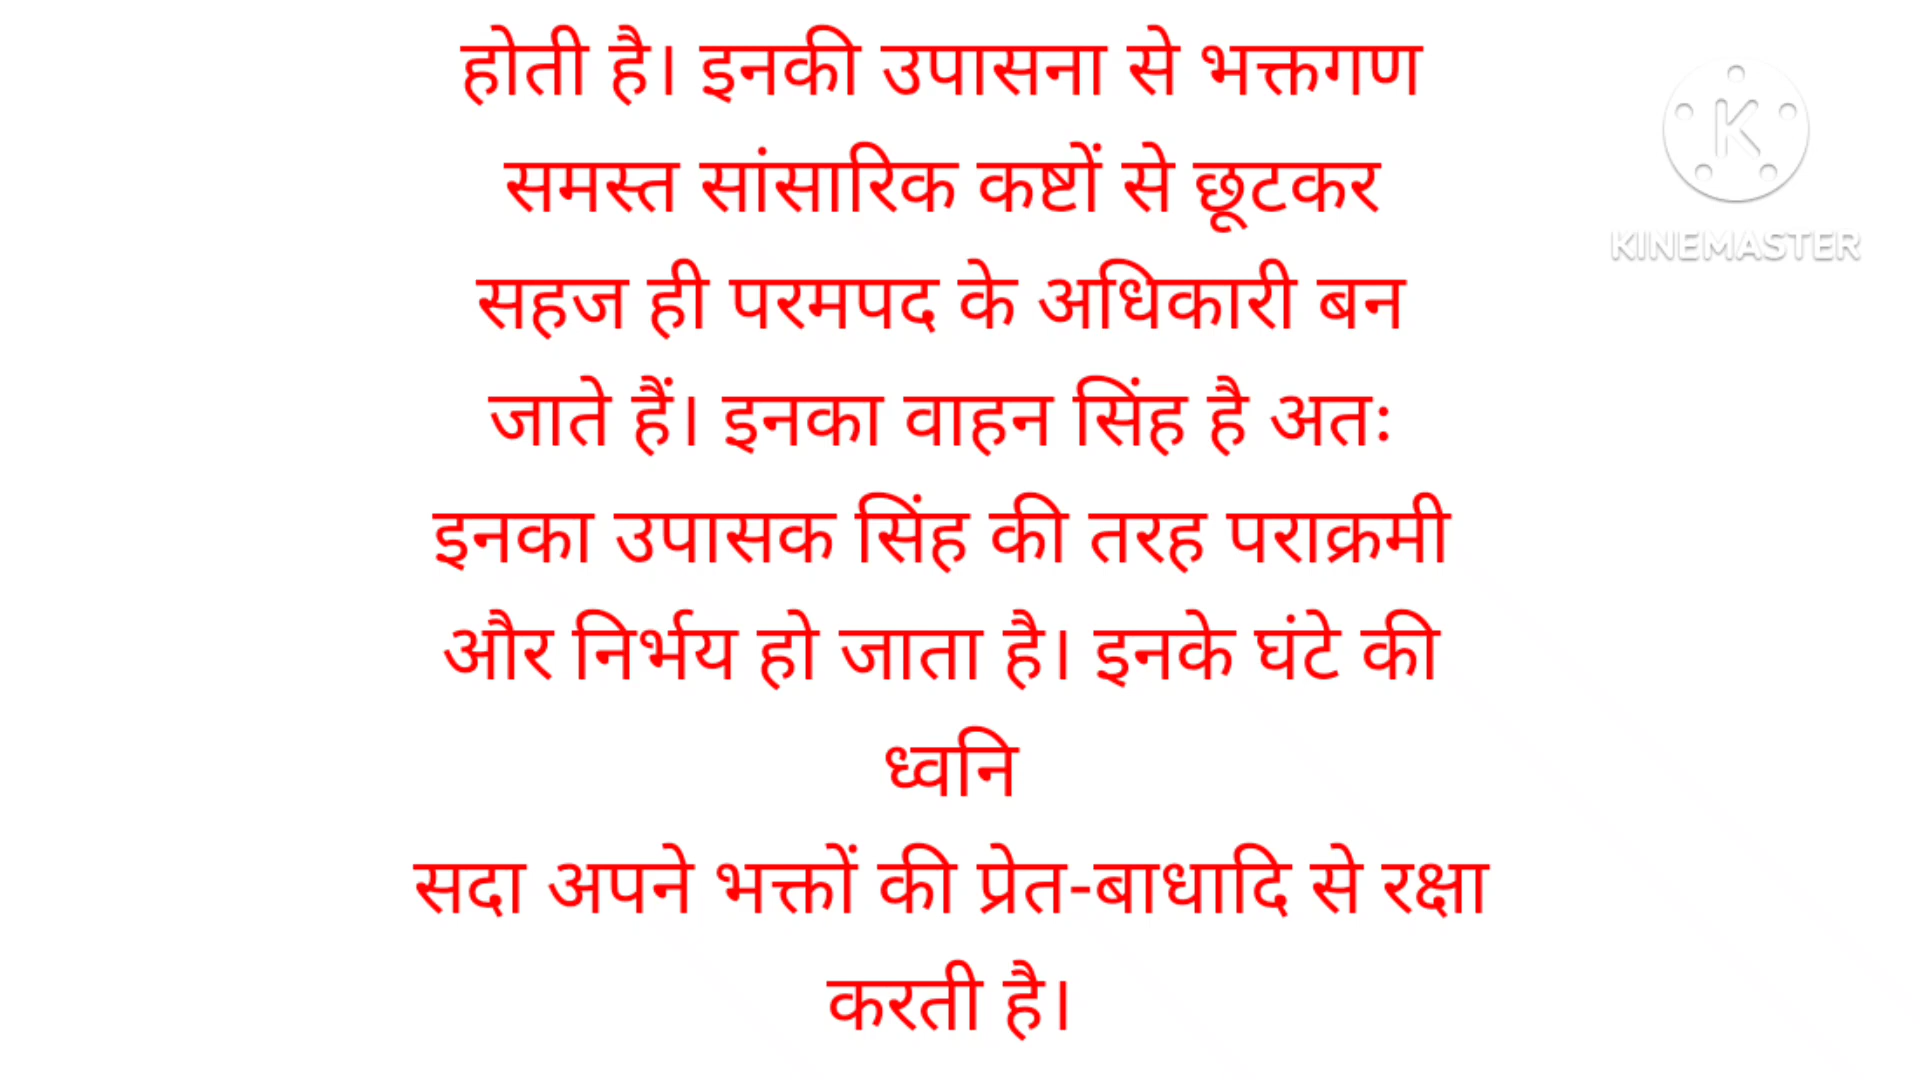 होती है। इनकी उपासना से भक्तगण
समस्त सांसारिक कष्टों से छूटकर
सहज ही परमपद के अधिकारी बन
जाते हैं। इनका वाहन सिंह है अतः
इनका उपासक सिंह की तरह पराक्रमी
और निर्भय हो जाता है। इनके घंटे की
ध्वनि
सदा अपने भक्तों की प्रेत-बाधादि से रक्षा
करती है।
K
KINEMASTER